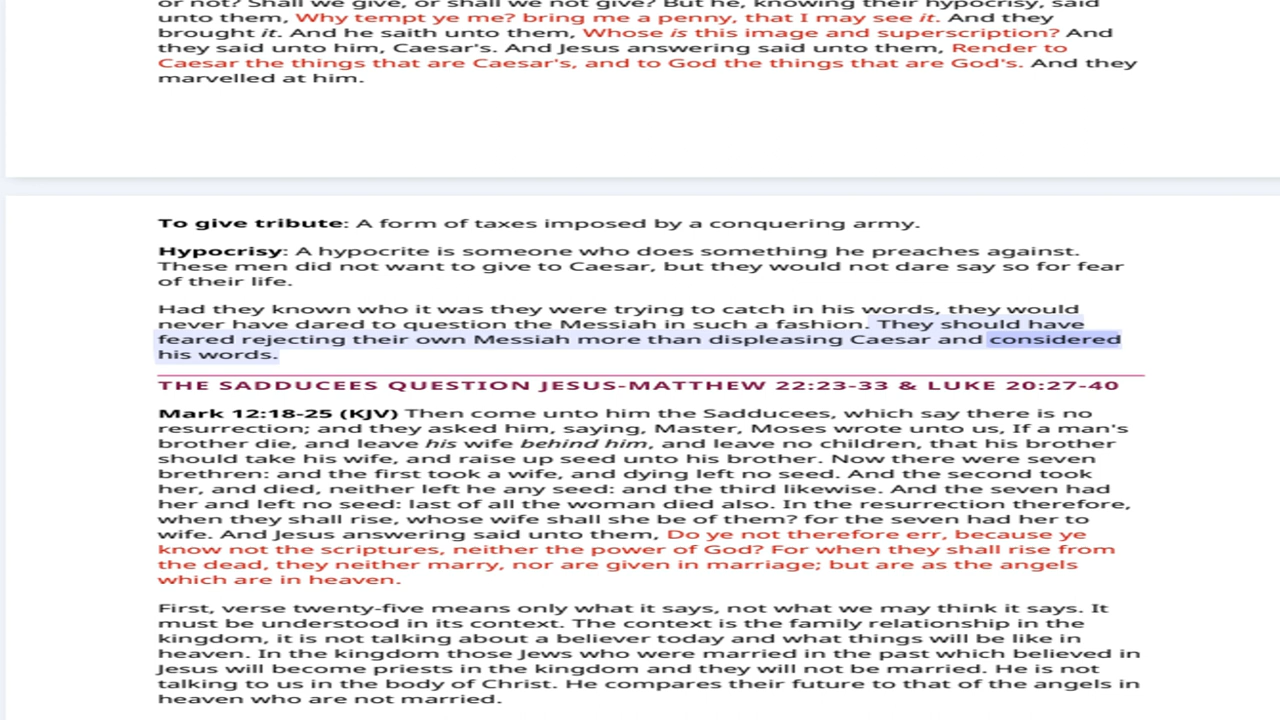 or not? Shall we give, or shall we not give? But he, knowing their hypocrisy, said
unto them, Why tempt ye me? bring me a penny, that I may see it. And they
brought it. And he saith unto them, Whose is this image and superscription? And
they said unto him, Caesar's. And Jesus answering said unto them, Render to
Caesar the things that are Caesar's, and to God the things that are God's. And they
marvelled at him.
To give tribute: A form of taxes imposed by a conquering army.
Hypocrisy: A hypocrite is someone who does something he preaches against.
These men did not want to give to Caesar, but they would not dare say so for fear
of their life.
Had they known who it was they were trying to catch in his words, they would
never have dared to question the Messiah in such a fashion. They should have
feared rejecting their own Messiah more than displeasing Caesar and considered
his words.
THE SADDUCEES QUESTION JESUS-MATTHEW 22:23-33 & LUKE 20:27-40
Mark 12:18-25 (KJV) Then come unto him the Sadducees, which say there is no
resurrection; and they asked him, saying, Master, Moses wrote unto us, If a man's
brother die, and leave his wife behind him, and leave no children, that his brother
should take his wife, and raise up seed unto his brother. Now there were seven
brethren: and the first took a wife, and dying left no seed. And the second took
her, and died, neither left he any seed: and the third likewise. And the seven had
her and left no seed: last of all the woman died also. In the resurrection therefore,
when they shall rise, whose wife shall she be of them? for the seven had her to
wife. And Jesus answering said unto them, Do ye not therefore err, because ye
know not the scriptures, neither the power of God? For when they shall rise from
the dead, they neither marry, nor are given in marriage; but are as the angels
which are in heaven.
First, verse twenty-five means only what it says, not what we may think it says. It
must be understood in its context. The context is the family relationship in the
kingdom, it is not talking about a believer today and what things will be like in
heaven. In the kingdom those Jews who were married in the past which believed in
Jesus will become priests in the kingdom and they will not be married. He is not
talking to us in the body of Christ. He compares their future to that of the angels in
heaven who are not married.